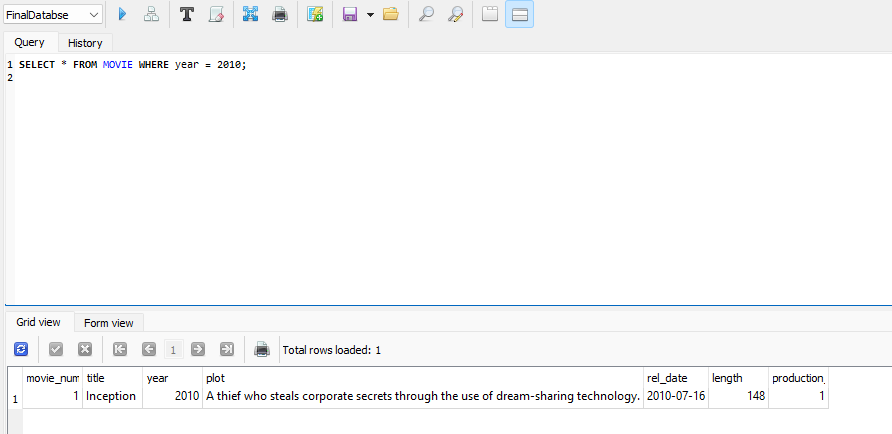 FinalDatabse
Query History
1 SELECT * FROM MOVIE WHERE year = 2010;
2
Grid view Form view
1 Total rows loaded: 1
movie_num title year plot rel_date length production_
1 1 Inception 2010 A thief who steals corporate secrets through the use of dream-sharing technology. 2010-07-16 148 1